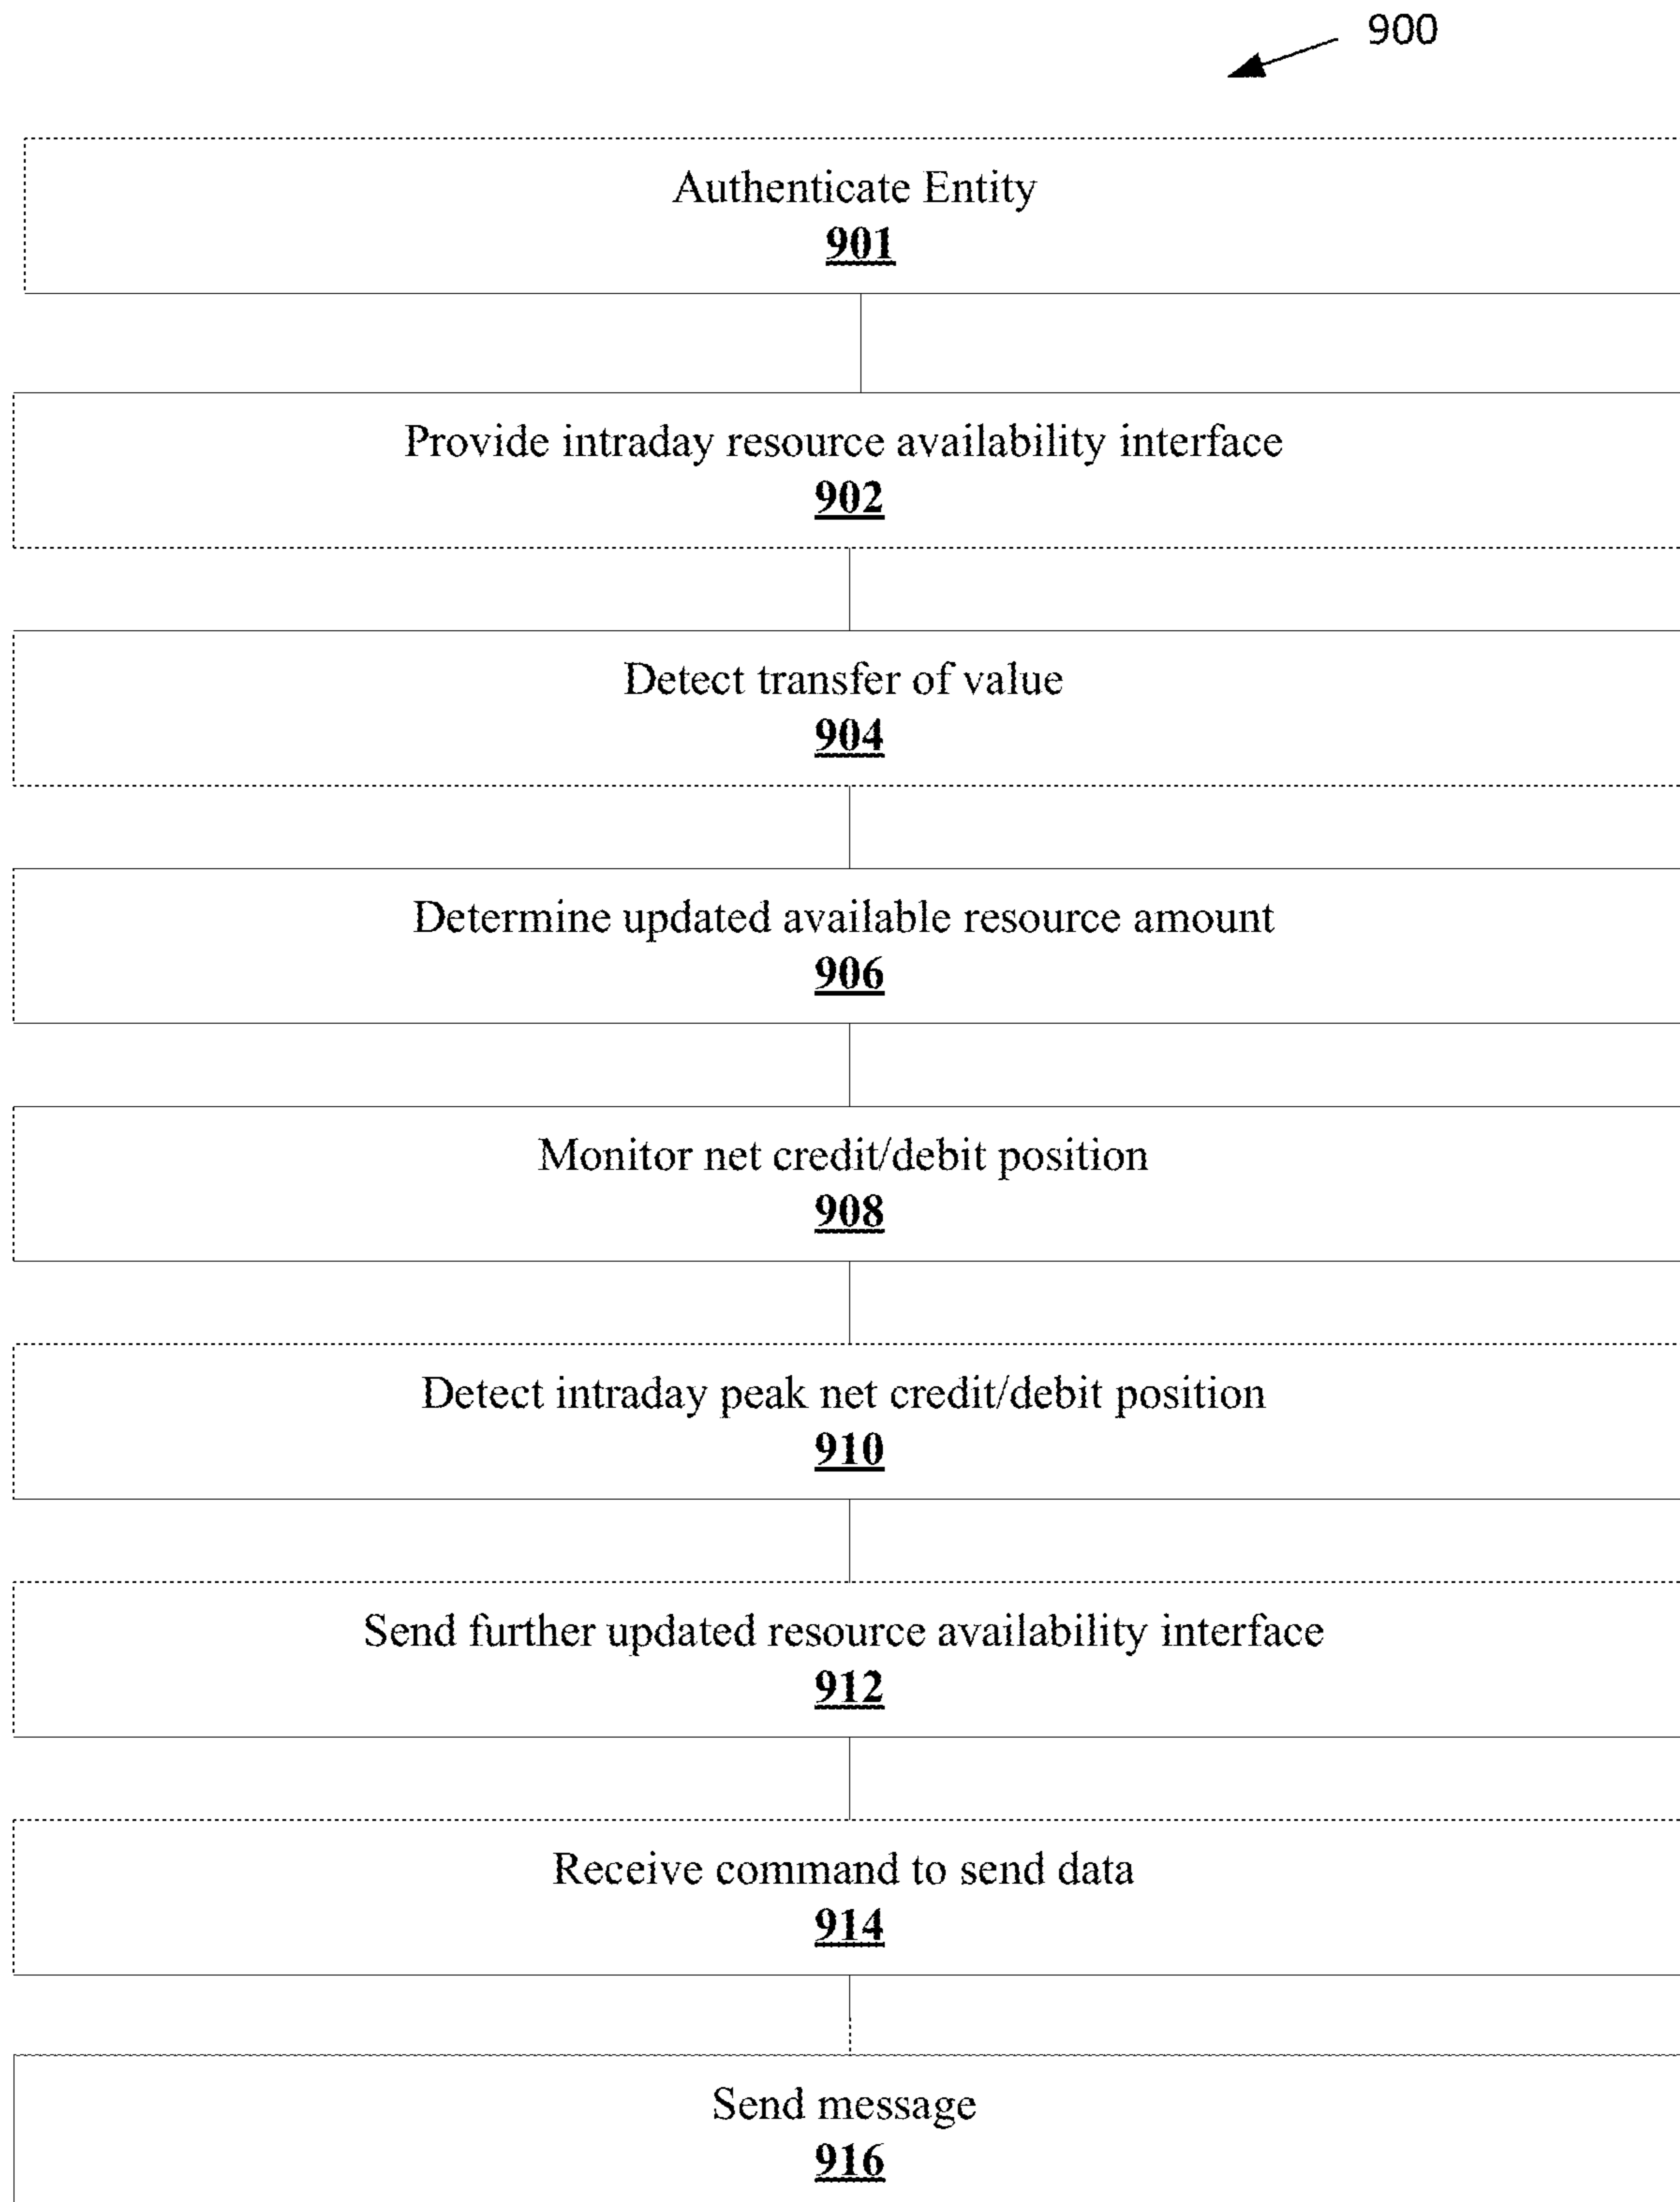 900
Authenticate Entity
901
Provide intraday resource availability interface
902
Detect transfer of value
904
Determine updated available resource amount
906
Monitor net credit/debit position
908
Detect intraday peak net credit/debit position
910
Send further updated resource availability interface
912
Receive command to send data
914
Send message
916